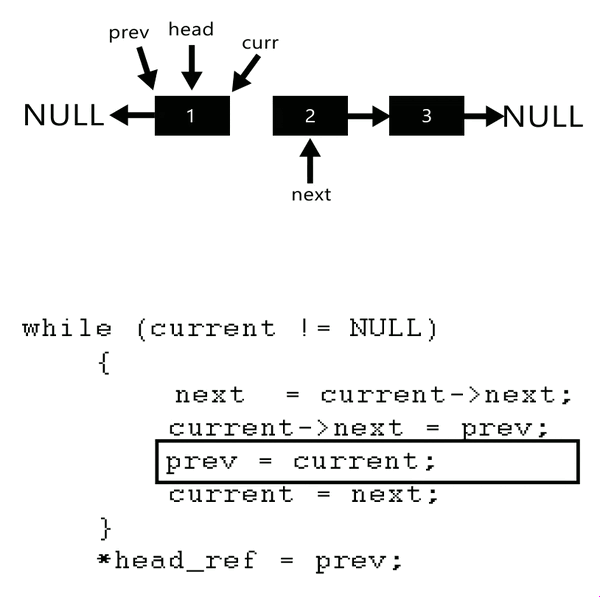 prev head curr
NULL 1 2 3 NULL
next
while (current != NULL)
{
next  = current->next;
current->next = prev;
prev = current;
current = next;
}
*head_ref = prev;